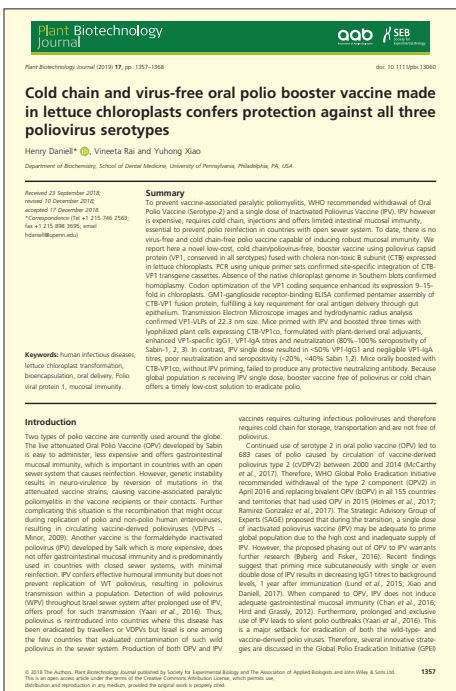 Plant Biotechnology
Journal
aab
SEB
Society for
Experimental Biology
Plant Biotechnology Journal (2019) 17, pp. 1357–1368
doi: 10.1111/pbi.13060
Cold chain and virus-free oral polio booster vaccine made
in lettuce chloroplasts confers protection against all three
poliovirus serotypes
Henry Daniell* iD, Vineeta Rai and Yuhong Xiao
Department of Biochemistry, School of Dental Medicine, University of Pennsylvania, Philadelphia, PA, USA
Received 23 September 2018;
revised 10 December 2018;
accepted 17 December 2018.
*Correspondence (Tel +1 215 746 2563;
fax +1 215 898 3695; email
hdaniell@upenn.edu)
Keywords: human infectious diseases,
lettuce chloroplast transformation,
bioencapsulation, oral delivery, Polio
viral protein 1, mucosal immunity.
Summary
To prevent vaccine-associated paralytic poliomyelitis, WHO recommended withdrawal of Oral
Polio Vaccine (Serotype-2) and a single dose of Inactivated Poliovirus Vaccine (IPV). IPV however
is expensive, requires cold chain, injections and offers limited intestinal mucosal immunity,
essential to prevent polio reinfection in countries with open sewer system. To date, there is no
virus-free and cold chain-free polio vaccine capable of inducing robust mucosal immunity. We
report here a novel low-cost, cold chain/poliovirus-free, booster vaccine using poliovirus capsid
protein (VP1, conserved in all serotypes) fused with cholera non-toxic B subunit (CTB) expressed
in lettuce chloroplasts. PCR using unique primer sets confirmed site-specific integration of CTB-
VP1 transgene cassettes. Absence of the native chloroplast genome in Southern blots confirmed
homoplasmy. Codon optimization of the VP1 coding sequence enhanced its expression 9–15-
fold in chloroplasts. GM1-ganglioside receptor-binding ELISA confirmed pentamer assembly of
CTB-VP1 fusion protein, fulfilling a key requirement for oral antigen delivery through gut
epithelium. Transmission Electron Microscope images and hydrodynamic radius analysis
confirmed VP1-VLPs of 22.3 nm size. Mice primed with IPV and boosted three times with
lyophilized plant cells expressing CTB-VP1co, formulated with plant-derived oral adjuvants,
enhanced VP1-specific IgG1, VP1-IgA titres and neutralization (80%–100% seropositivity of
Sabin-1, 2, 3). In contrast, IPV single dose resulted in <50% VP1-IgG1 and negligible VP1-IgA
titres, poor neutralization and seropositivity (<20%, <40% Sabin 1,2). Mice orally boosted with
CTB-VP1co, without IPV priming, failed to produce any protective neutralizing antibody. Because
global population is receiving IPV single dose, booster vaccine free of poliovirus or cold chain
offers a timely low-cost solution to eradicate polio.
Introduction
Two types of polio vaccine are currently used around the globe.
The live attenuated Oral Polio Vaccine (OPV) developed by Sabin
is easy to administer, less expensive and offers gastrointestinal
mucosal immunity, which is important in countries with an open
sewer system that causes reinfection. However, genetic instability
results in neuro-virulence by reversion of mutations in the
attenuated vaccine strains, causing vaccine-associated paralytic
poliomyelitis in the vaccine recipients or their contacts. Further
complicating this situation is the recombination that might occur
during replication of polio and non-polio human enteroviruses,
resulting in circulating vaccine-derived polioviruses (VDPVs –
Minor, 2009). Another vaccine is the formaldehyde inactivated
poliovirus (IPV) developed by Salk which is more expensive, does
not offer gastrointestinal mucosal immunity and is predominantly
used in countries with closed sewer systems, with minimal
reinfection. IPV confers effective humoural immunity but does not
prevent replication of WT poliovirus, resulting in poliovirus
transmission within a population. Detection of wild poliovirus
(WPV) throughout Israel sewer system after prolonged use of IPV,
offers proof for such transmission (Yaari et al., 2016). Thus,
poliovirus is reintroduced into countries where this disease has
been eradicated by travellers or VDPVs but Israel is one among
the few countries that evaluated contamination of such wild
poliovirus in the sewer system. Production of both OPV and IPV
vaccines requires culturing infectious polioviruses and therefore
requires cold chain for storage, transportation and are not free of
poliovirus.
Continued use of serotype 2 in oral polio vaccine (OPV) led to
683 cases of polio caused by circulation of vaccine-derived
poliovirus type 2 (cVDPV2) between 2000 and 2014 (McCarthy
et al., 2017). Therefore, WHO Global Polio Eradication Initiative
recommended withdrawal of the type 2 component (OPV2) in
April 2016 and replacing bivalent OPV (bOPV) in all 155 countries
and territories that had used OPV in 2015 (Holmes et al., 2017;
Ramirez Gonzalez et al., 2017). The Strategic Advisory Group of
Experts (SAGE) proposed that during the transition, a single dose
of inactivated poliovirus vaccine (IPV) may be adequate to prime
global population due to the high cost and inadequate supply of
IPV. However, the proposed phasing out of OPV to IPV warrants
further research (Bjyberg and Fisker, 2016). Recent findings
suggest that priming mice subcutaneously with single or even
double dose of IPV results in decreasing IgG1 titres to background
levels, 1 year after immunization (Lund et al., 2015; Xiao and
Daniell, 2017). When compared to OPV, IPV does not induce
adequate gastrointestinal mucosal immunity (Chan et al., 2016;
Hird and Grassly, 2012). Furthermore, prolonged and exclusive
use of IPV leads to silent polio outbreaks (Yaari et al., 2016). This
is a major setback for eradication of both the wild-type- and
vaccine-derived polio viruses. Therefore, several innovative strate-
gies are discussed in the Global Polio Eradication Initiative (GPEI)
© 2018 The Authors. Plant Biotechnology Journal published by Society for Experimental Biology and The Association of Applied Biologists and John Wiley & Sons Ltd.
This is an open access article under the terms of the Creative Commons Attribution License, which permits use,
distribution and reproduction in any medium, provided the original work is properly cited.
1357